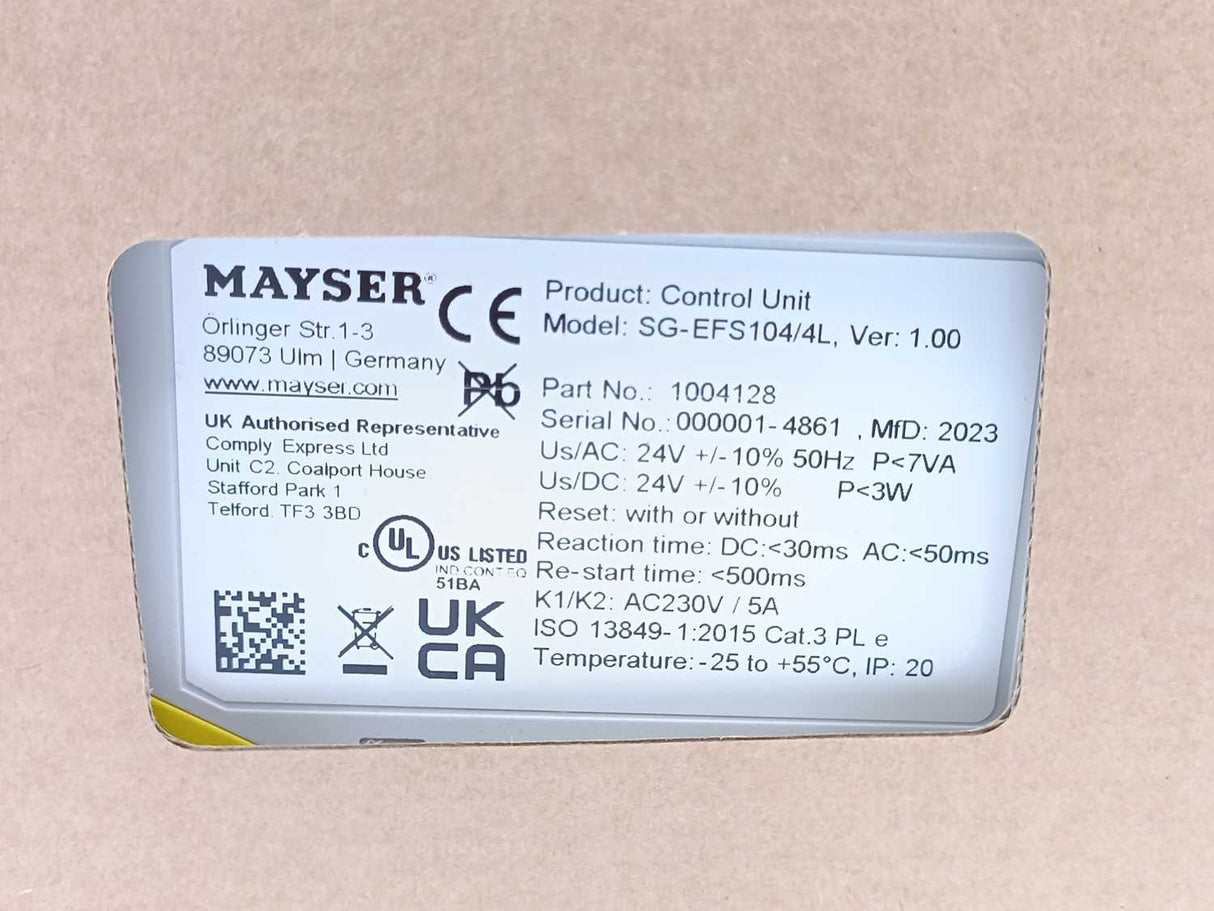 MAYSER®
Örlinger Str.1-3
89073 Ulm | Germany
www.mayser.com
CE
Pb
UK Authorised Representative
Comply Express Ltd
Unit C2. Coalport House
Stafford Park 1
Telford. TF3 3BD
c UL US LISTED
IND CONT EQ
51BA
UK
CA
Product: Control Unit
Model: SG-EFS104/4L, Ver: 1.00
Part No.: 1004128
Serial No.: 000001-4861 , MfD: 2023
Us/AC: 24V +/-10% 50Hz P<7VA
Us/DC: 24V +/-10% P<3W
Reset: with or without
Reaction time: DC:<30ms AC:<50ms
Re-start time: <500ms
K1/K2: AC230V / 5A
ISO 13849-1:2015 Cat.3 PL e
Temperature: -25 to +55°C, IP: 20